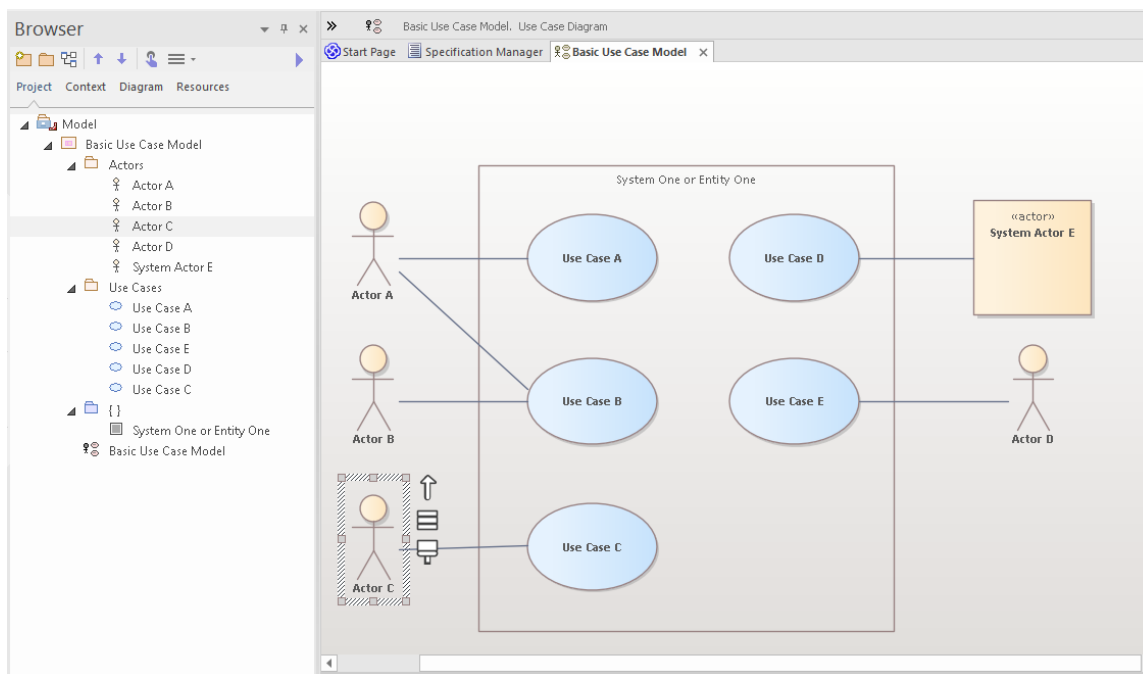 Browser
Project Context Diagram Resources
Model
Basic Use Case Model
Actors
Actor A
Actor B
Actor C
Actor D
System Actor E
Use Cases
Use Case A
Use Case B
Use Case E
Use Case D
Use Case C
{ }
System One or Entity One
Basic Use Case Model
Basic Use Case Model. Use Case Diagram
Start Page Specification Manager Basic Use Case Model
System One or Entity One
«actor»
System Actor E
Use Case A
Use Case D
Actor A
Use Case B
Use Case E
Actor B
Actor D
Use Case C
Actor C